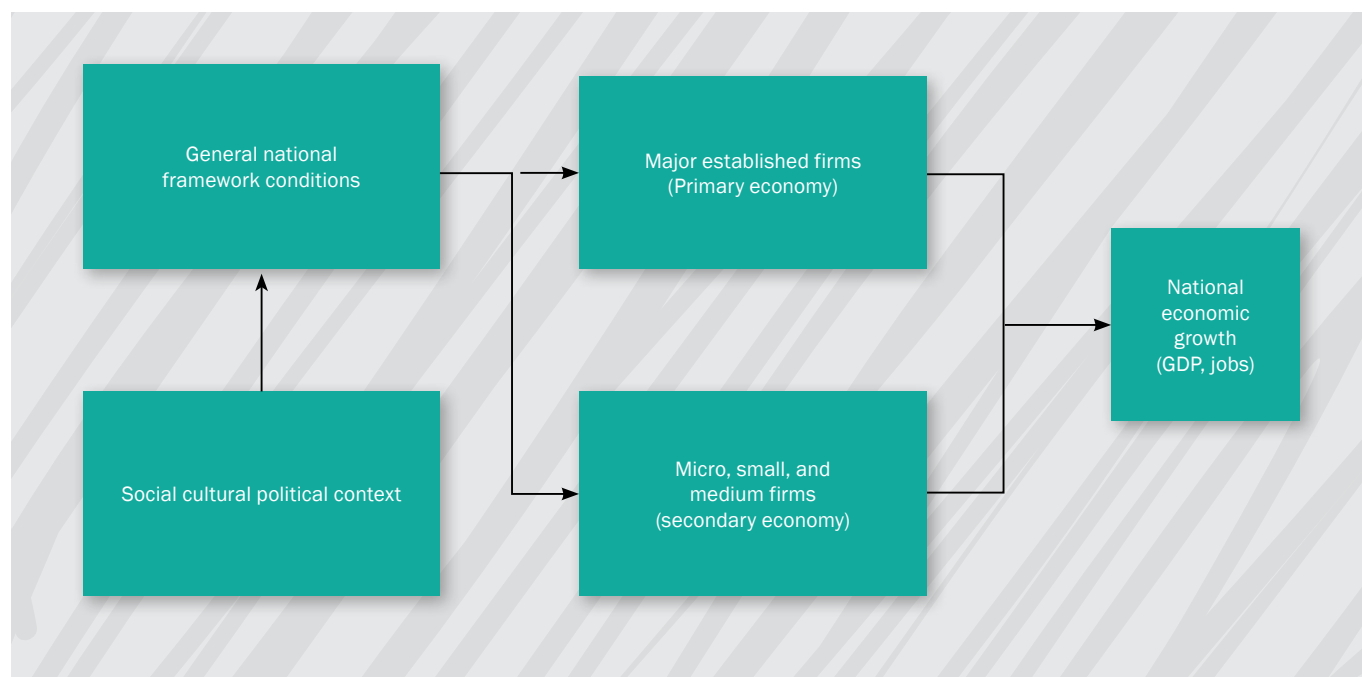 General national
framework conditions
Major established firms
(Primary economy)
National
economic
growth
(GDP, jobs)
Social cultural political context
Micro, small, and
medium firms
(secondary economy)